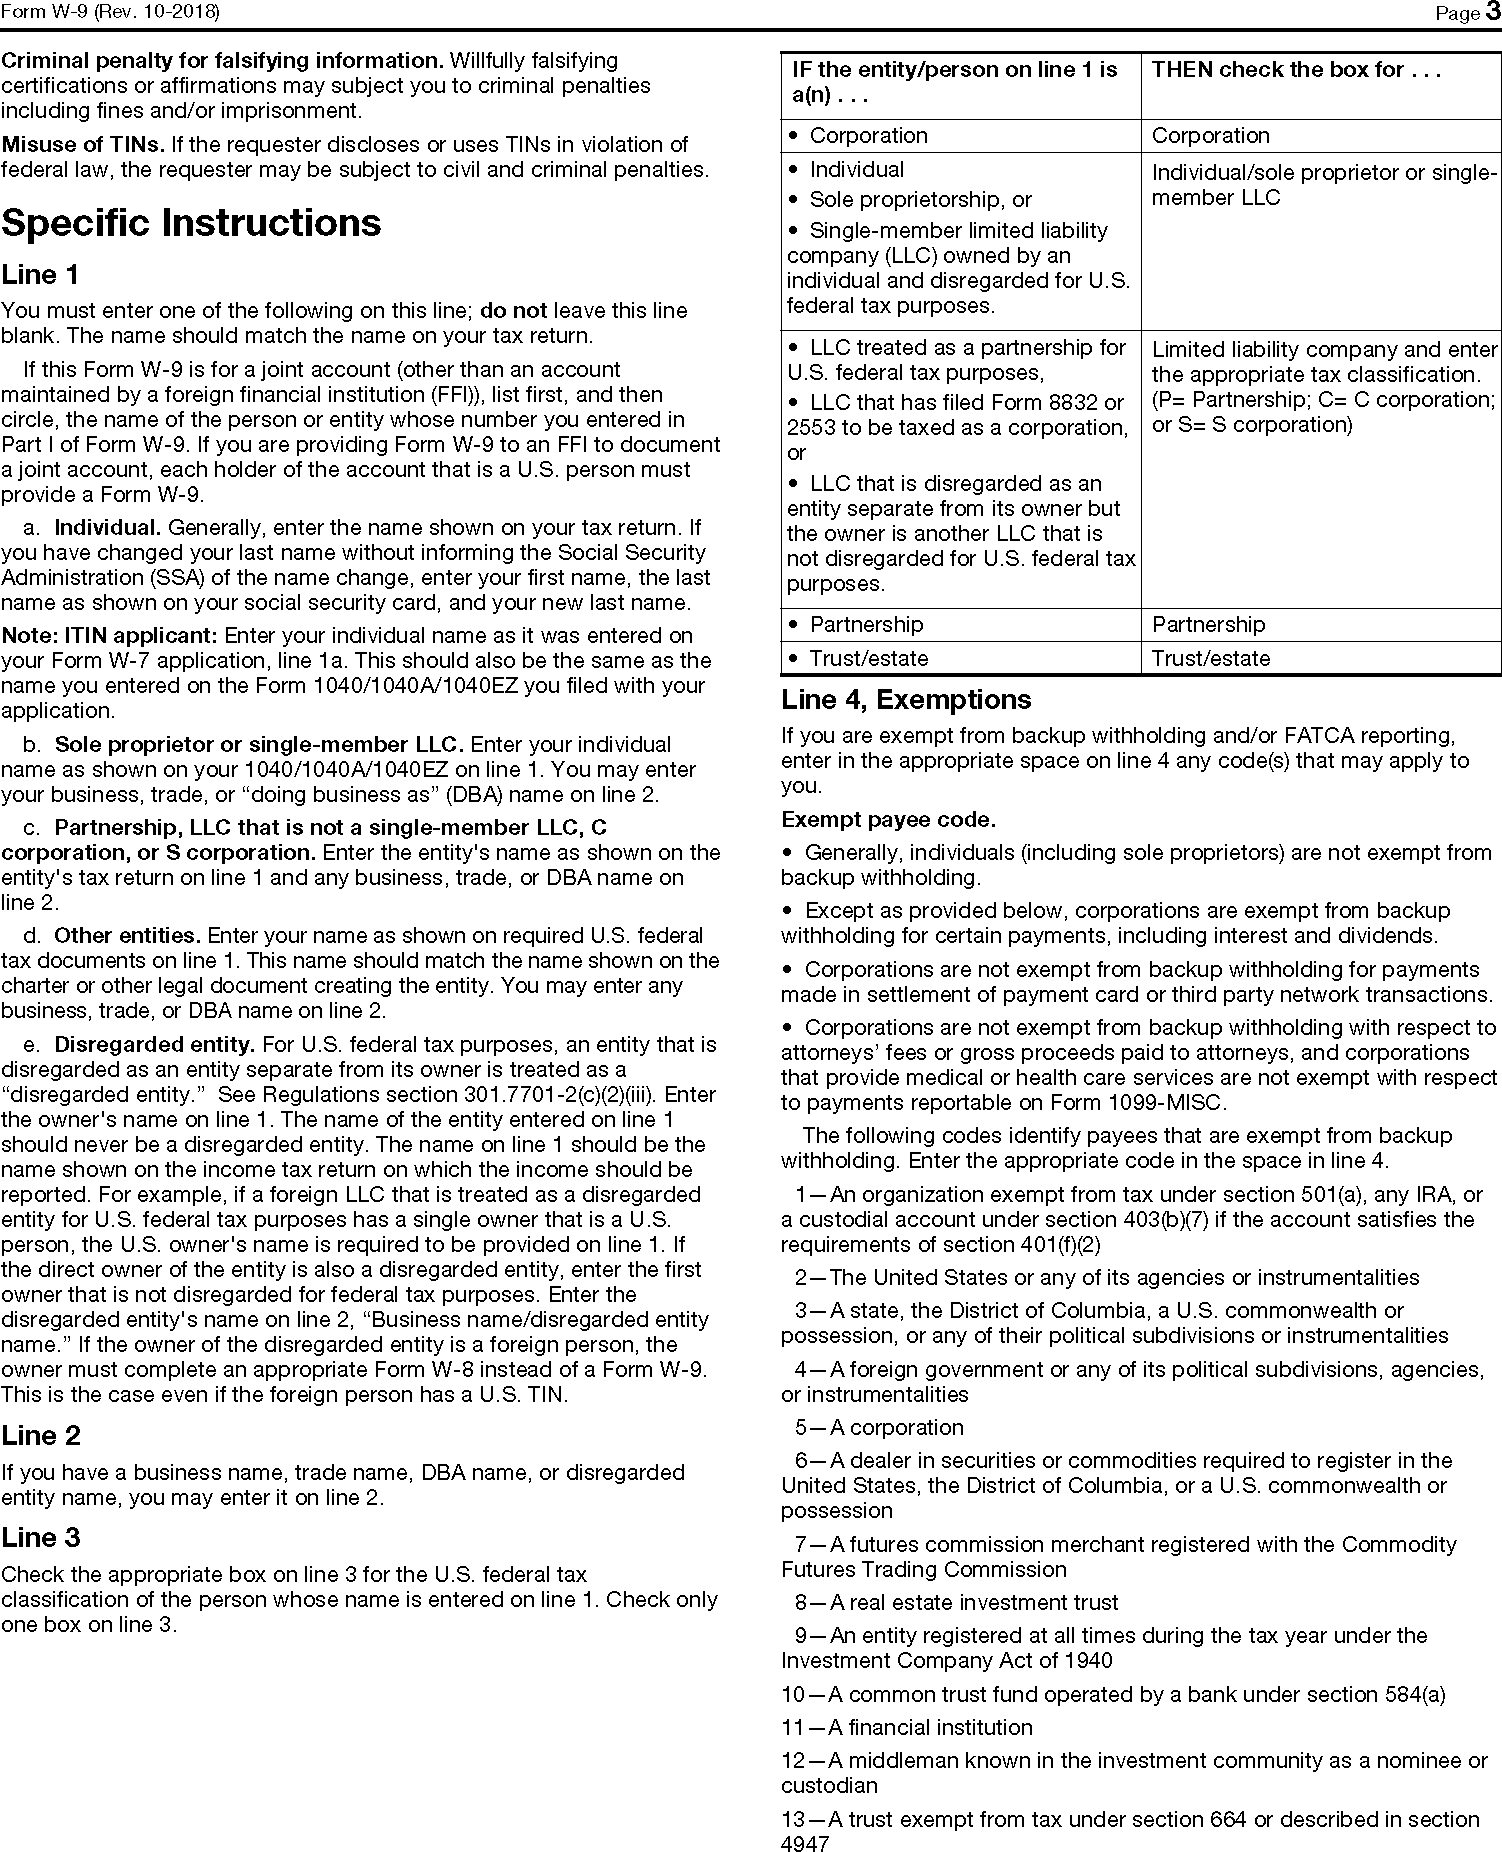 Form W-9 (Rev. 10-2018)
Page 3
Criminal penalty for falsifying information. Willfully falsifying
certifications or affirmations may subject you to criminal penalties
including fines and/or imprisonment.
Misuse of TINs. If the requester discloses or uses TINs in violation of
federal law, the requester may be subject to civil and criminal penalties.
Specific Instructions
Line 1
You must enter one of the following on this line; do not leave this line
blank. The name should match the name on your tax return.
If this Form W-9 is for a joint account (other than an account
maintained by a foreign financial institution (FFI)), list first, and then
circle, the name of the person or entity whose number you entered in
Part I of Form W-9. If you are providing Form W-9 to an FFI to document
a joint account, each holder of the account that is a U.S. person must
provide a Form W-9.
a. Individual. Generally, enter the name shown on your tax return. If
you have changed your last name without informing the Social Security
Administration (SSA) of the name change, enter your first name, the last
name as shown on your social security card, and your new last name.
Note: ITIN applicant: Enter your individual name as it was entered on
your Form W-7 application, line 1a. This should also be the same as the
name you entered on the Form 1040/1040A/1040EZ you filed with your
application.
b. Sole proprietor or single-member LLC. Enter your individual
name as shown on your 1040/1040A/1040EZ on line 1. You may enter
your business, trade, or “doing business as” (DBA) name on line 2.
c. Partnership, LLC that is not a single-member LLC, C
corporation, or S corporation. Enter the entity's name as shown on the
entity's tax return on line 1 and any business, trade, or DBA name on
line 2.
d. Other entities. Enter your name as shown on required U.S. federal
tax documents on line 1. This name should match the name shown on the
charter or other legal document creating the entity. You may enter any
business, trade, or DBA name on line 2.
e. Disregarded entity. For U.S. federal tax purposes, an entity that is
disregarded as an entity separate from its owner is treated as a
“disregarded entity.” See Regulations section 301.7701-2(c)(2)(iii). Enter
the owner's name on line 1. The name of the entity entered on line 1
should never be a disregarded entity. The name on line 1 should be the
name shown on the income tax return on which the income should be
reported. For example, if a foreign LLC that is treated as a disregarded
entity for U.S. federal tax purposes has a single owner that is a U.S.
person, the U.S. owner's name is required to be provided on line 1. If
the direct owner of the entity is also a disregarded entity, enter the first
owner that is not disregarded for federal tax purposes. Enter the
disregarded entity's name on line 2, “Business name/disregarded entity
name.” If the owner of the disregarded entity is a foreign person, the
owner must complete an appropriate Form W-8 instead of a Form W-9.
This is the case even if the foreign person has a U.S. TIN.
Line 2
If you have a business name, trade name, DBA name, or disregarded
entity name, you may enter it on line 2.
Line 3
Check the appropriate box on line 3 for the U.S. federal tax
classification of the person whose name is entered on line 1. Check only
one box on line 3.
IF the entity/person on line 1 is
a(n) . . .
THEN check the box for . . .
• Corporation
Corporation
• Individual
• Sole proprietorship, or
• Single-member limited liability
company (LLC) owned by an
individual and disregarded for U.S.
federal tax purposes.
Individual/sole proprietor or single-
member LLC
• LLC treated as a partnership for
U.S. federal tax purposes,
• LLC that has filed Form 8832 or
2553 to be taxed as a corporation,
or
• LLC that is disregarded as an
entity separate from its owner but
the owner is another LLC that is
not disregarded for U.S. federal tax
purposes.
Limited liability company and enter
the appropriate tax classification.
(P= Partnership; C= C corporation;
or S= S corporation)
• Partnership
Partnership
• Trust/estate
Trust/estate
Line 4, Exemptions
If you are exempt from backup withholding and/or FATCA reporting,
enter in the appropriate space on line 4 any code(s) that may apply to
you.
Exempt payee code.
• Generally, individuals (including sole proprietors) are not exempt from
backup withholding.
• Except as provided below, corporations are exempt from backup
withholding for certain payments, including interest and dividends.
• Corporations are not exempt from backup withholding for payments
made in settlement of payment card or third party network transactions.
• Corporations are not exempt from backup withholding with respect to
attorneys’ fees or gross proceeds paid to attorneys, and corporations
that provide medical or health care services are not exempt with respect
to payments reportable on Form 1099-MISC.
The following codes identify payees that are exempt from backup
withholding. Enter the appropriate code in the space in line 4.
1—An organization exempt from tax under section 501(a), any IRA, or
a custodial account under section 403(b)(7) if the account satisfies the
requirements of section 401(f)(2)
2—The United States or any of its agencies or instrumentalities
3—A state, the District of Columbia, a U.S. commonwealth or
possession, or any of their political subdivisions or instrumentalities
4—A foreign government or any of its political subdivisions, agencies,
or instrumentalities
5—A corporation
6—A dealer in securities or commodities required to register in the
United States, the District of Columbia, or a U.S. commonwealth or
possession
7—A futures commission merchant registered with the Commodity
Futures Trading Commission
8—A real estate investment trust
9—An entity registered at all times during the tax year under the
Investment Company Act of 1940
10—A common trust fund operated by a bank under section 584(a)
11—A financial institution
12—A middleman known in the investment community as a nominee or
custodian
13—A trust exempt from tax under section 664 or described in section
4947